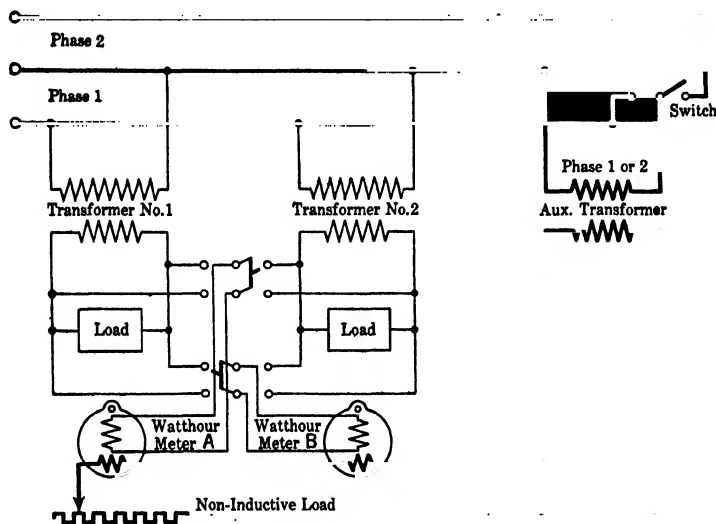 Phase 2
Phase 1
Switch
Phase 1 or 2
Transformer No.1
Transformer No.2
Aux. Transformer
Load
Load
Watthour
Meter A
Watthour
Meter B
Non-Inductive Load